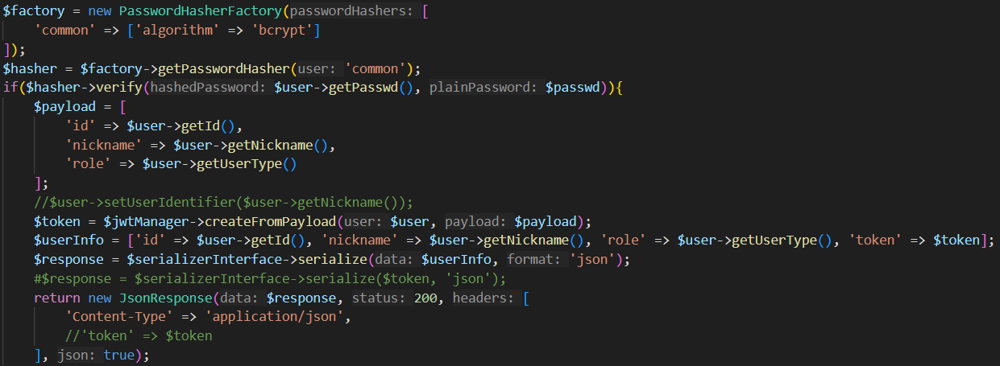 $factory = new PasswordHasherFactory(passwordHashers: [
    'common' => ['algorithm' => 'bcrypt']
]);
$hasher = $factory->getPasswordHasher(user: 'common');
if($hasher->verify(hashedPassword: $user->getPasswd(), plainPassword: $passwd)){
    $payload = [
        'id' => $user->getId(),
        'nickname' => $user->getNickname(),
        'role' => $user->getUserType()
    ];
    //$user->setUserIdentifier($user->getNickname());
    $token = $jwtManager->createFromPayload(user: $user, payload: $payload);
    $userInfo = ['id' => $user->getId(), 'nickname' => $user->getNickname(), 'role' => $user->getUserType(), 'token' => $token];
    $response = $serializerInterface->serialize(data: $userInfo, format: 'json');
    #$response = $serializerInterface->serialize($token, 'json');
    return new JsonResponse(data: $response, status: 200, headers: [
        'Content-Type' => 'application/json',
        //'token' => $token
    ], json: true);